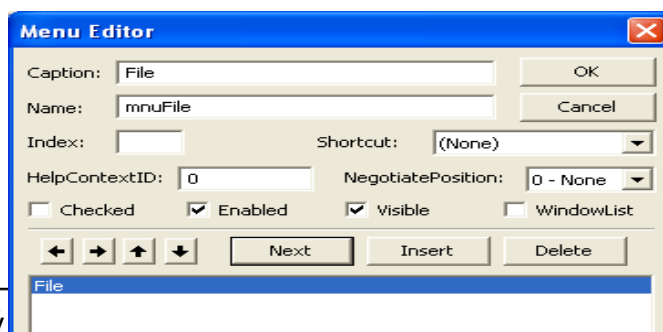 Menu Editor
Caption: File OK
Name: mnuFile Cancel
Index: Shortcut: (None)
HelpContextID: 0 NegotiatePosition: 0 - None
Checked Enabled Visible WindowList
Next Insert Delete
File